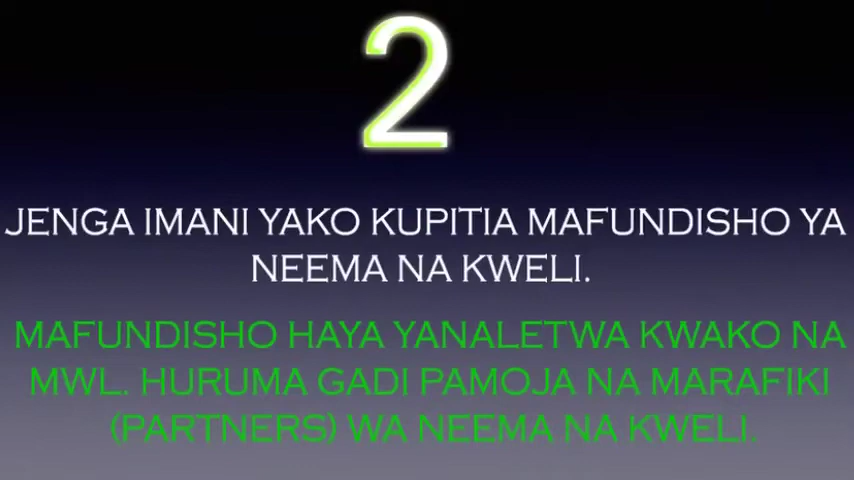 2
JENGA IMANI YAKO KUPITIA MAFUNDISHO YA
NEEMA NA KWELI.
MAFUNDISHO HAYA YANALETWA KWAKO NA
MWL. HURUMA GADI PAMOJA NA MARAFIKI
(PARTNERS) WA NEEMA NA KWELI.